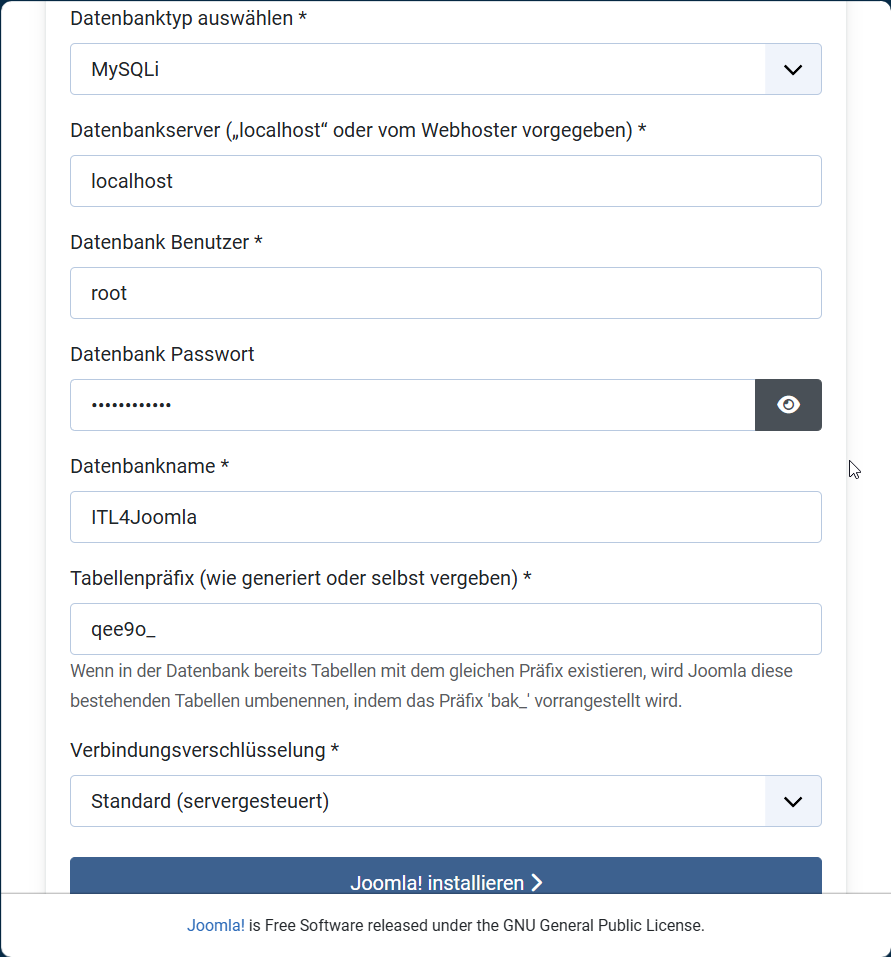 Datenbanktyp auswählen *
MySQLi
Datenbankserver („localhost“ oder vom Webhoster vorgegeben) *
localhost
Datenbank Benutzer *
root
Datenbank Passwort
••••••••••••
Datenbankname *
ITL4Joomla
Tabellenpräfix (wie generiert oder selbst vergeben) *
qee9o_
Wenn in der Datenbank bereits Tabellen mit dem gleichen Präfix existieren, wird Joomla diese
bestehenden Tabellen umbenennen, indem das Präfix 'bak_' vorrangestellt wird.
Verbindungsverschlüsselung *
Standard (servergesteuert)
Joomla! installieren
Joomla! is Free Software released under the GNU General Public License.